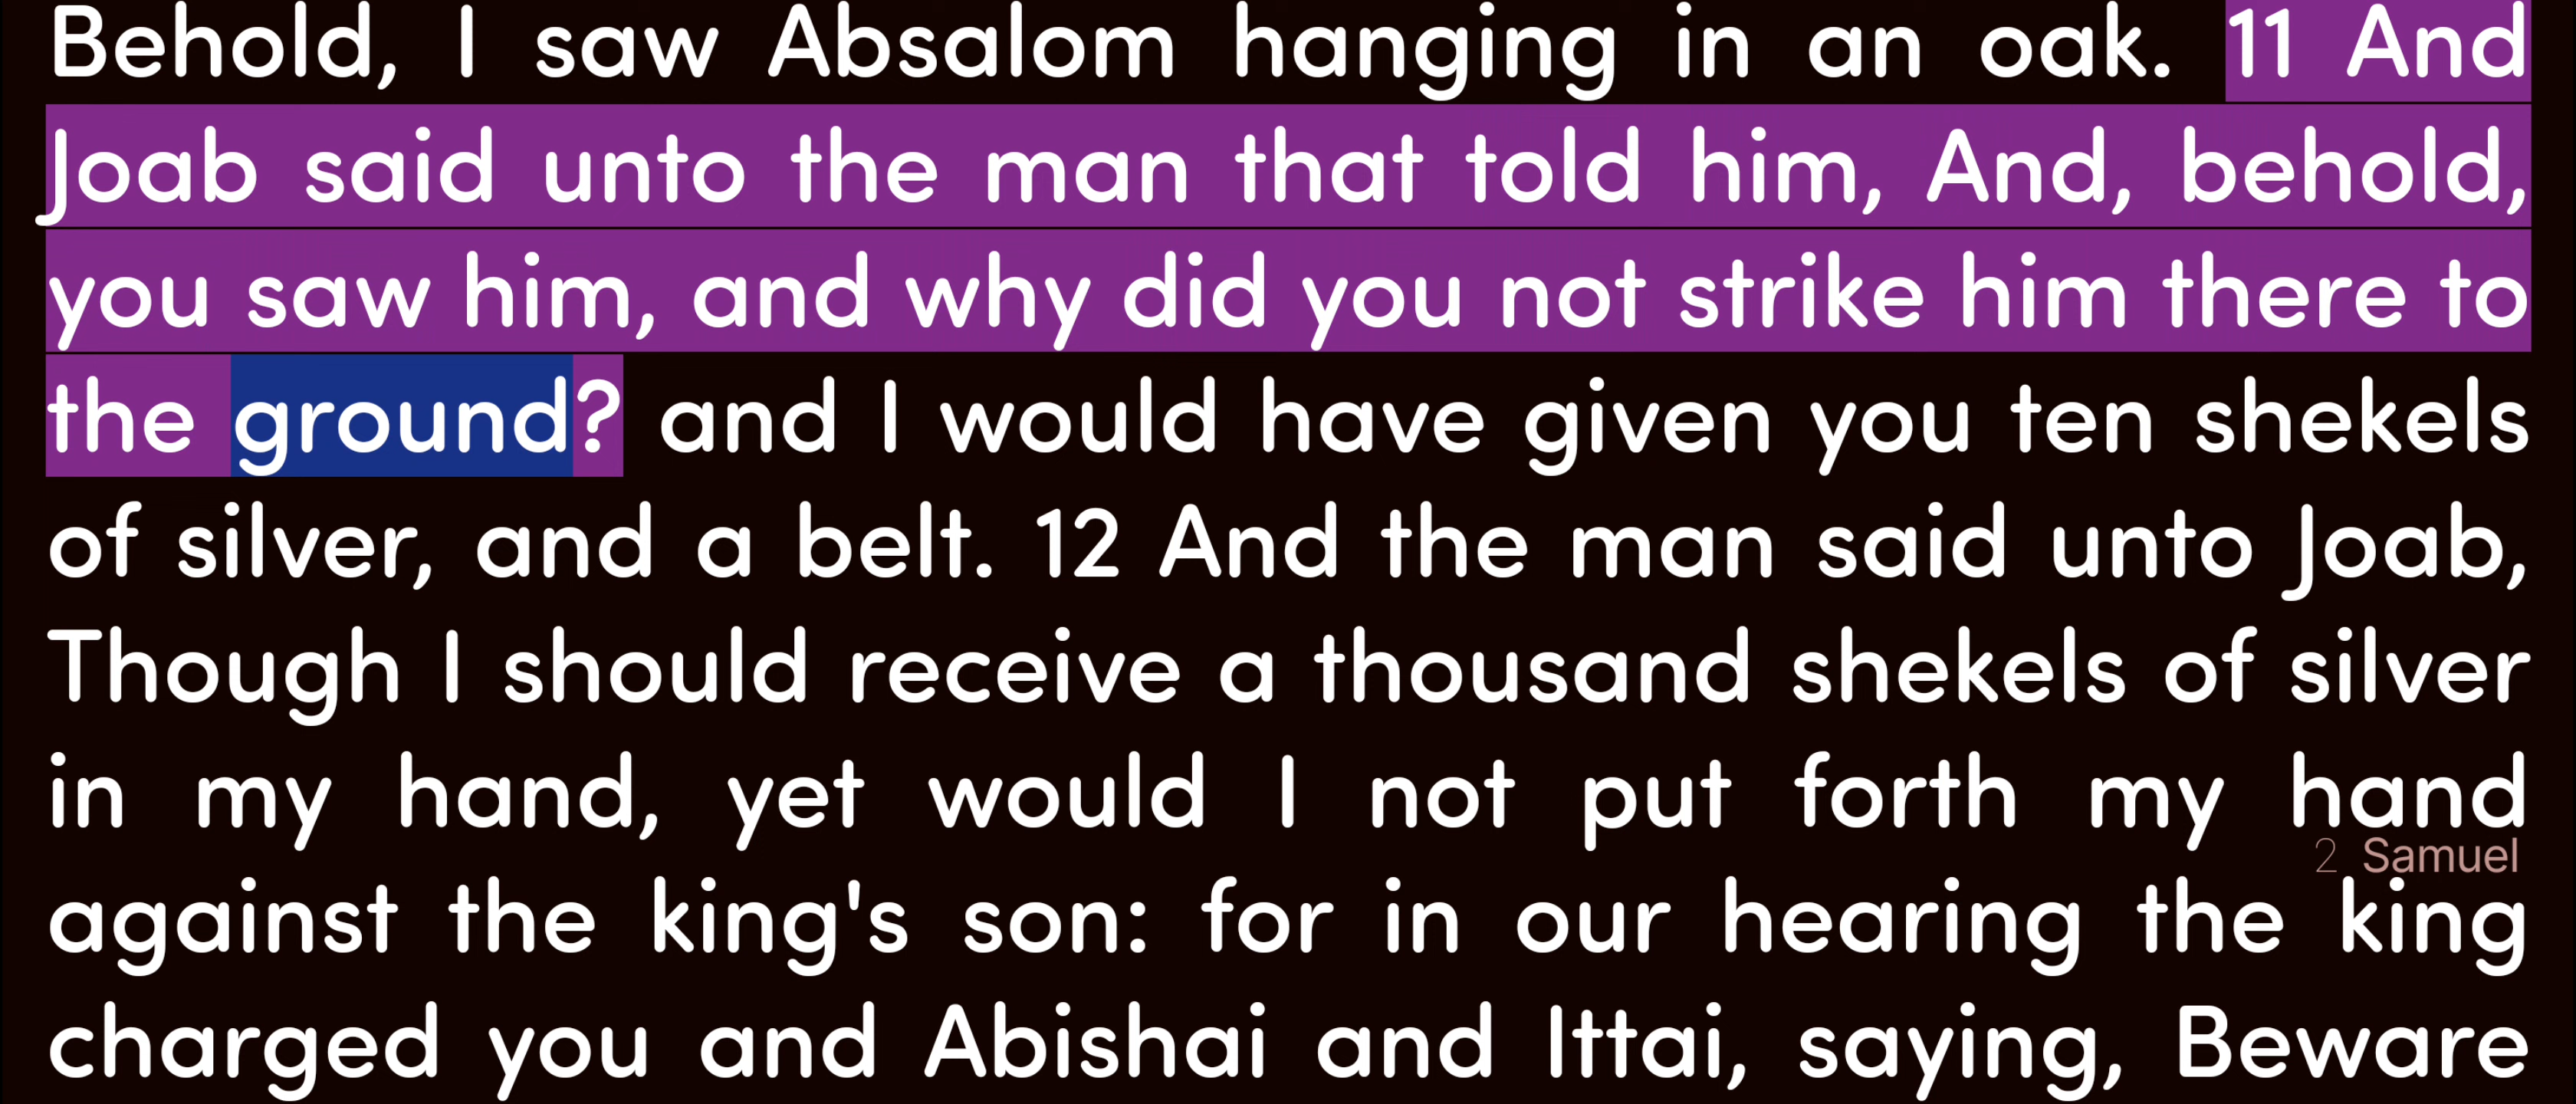 Behold, I saw Absalom hanging in an oak. 11 And
Joab said unto the man that told him, And, behold,
you saw him, and why did you not strike him there to
the ground? and I would have given you ten shekels
of silver, and a belt. 12 And the man said unto Joab,
Though I should receive a thousand shekels of silver
in my hand, yet would I not put forth my hand
2 Samuel
against the king's son: for in our hearing the king
charged you and Abishai and Ittai, saying, Beware